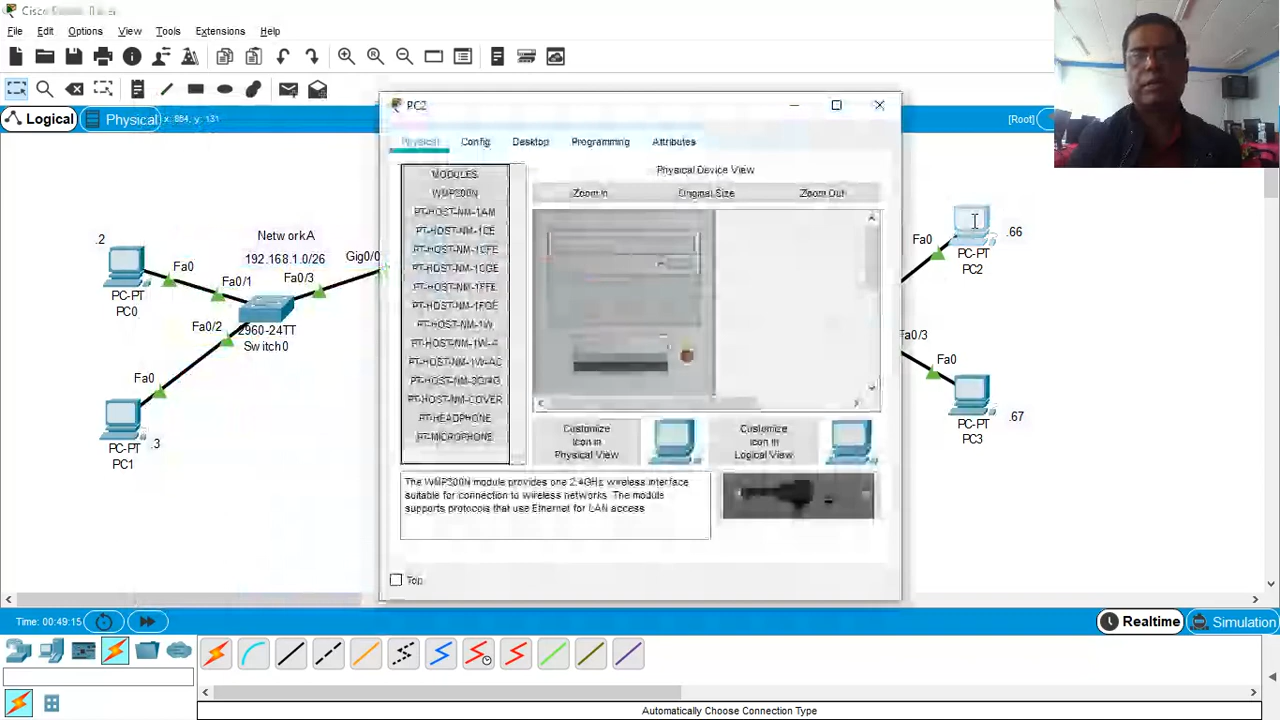 Cisco
File Edit Options View Tools Extensions Help
Logical Physical x: 864, y: 131 [Root]
PC2
Physical Config Desktop Programming Attributes
MODULES
WMP300N
PT-HOST-NM-1AM
PT-HOST-NM-1CE
PT-HOST-NM-1CFE
PT-HOST-NM-1CGE
PT-HOST-NM-1FFE
PT-HOST-NM-1FGE
PT-HOST-NM-1W
PT-HOST-NM-1W-A
PT-HOST-NM-1W-AC
PT-HOST-NM-3G/4G
PT-HOST-NM-COVER
PT-HEADPHONE
PT-MICROPHONE
Physical Device View
Zoom In Original Size Zoom Out
Customize
Icon in
Physical View
Customize
Icon in
Logical View
The WMP300N module provides one 2.4GHz wireless interface
suitable for connection to wireless networks. The module
supports protocols that use Ethernet for LAN access
Top
.2
Fa0
PC-PT
PC0
NetworkA
192.168.1.0/26
Fa0/1
Fa0/3
Gig0/0
Fa0/2
2960-24TT
Switch0
Fa0
PC-PT
PC1
.3
Fa0
.66
PC-PT
PC2
Fa0/3
Fa0
.67
PC-PT
PC3
Time: 00:49:15 Realtime Simulation
Automatically Choose Connection Type